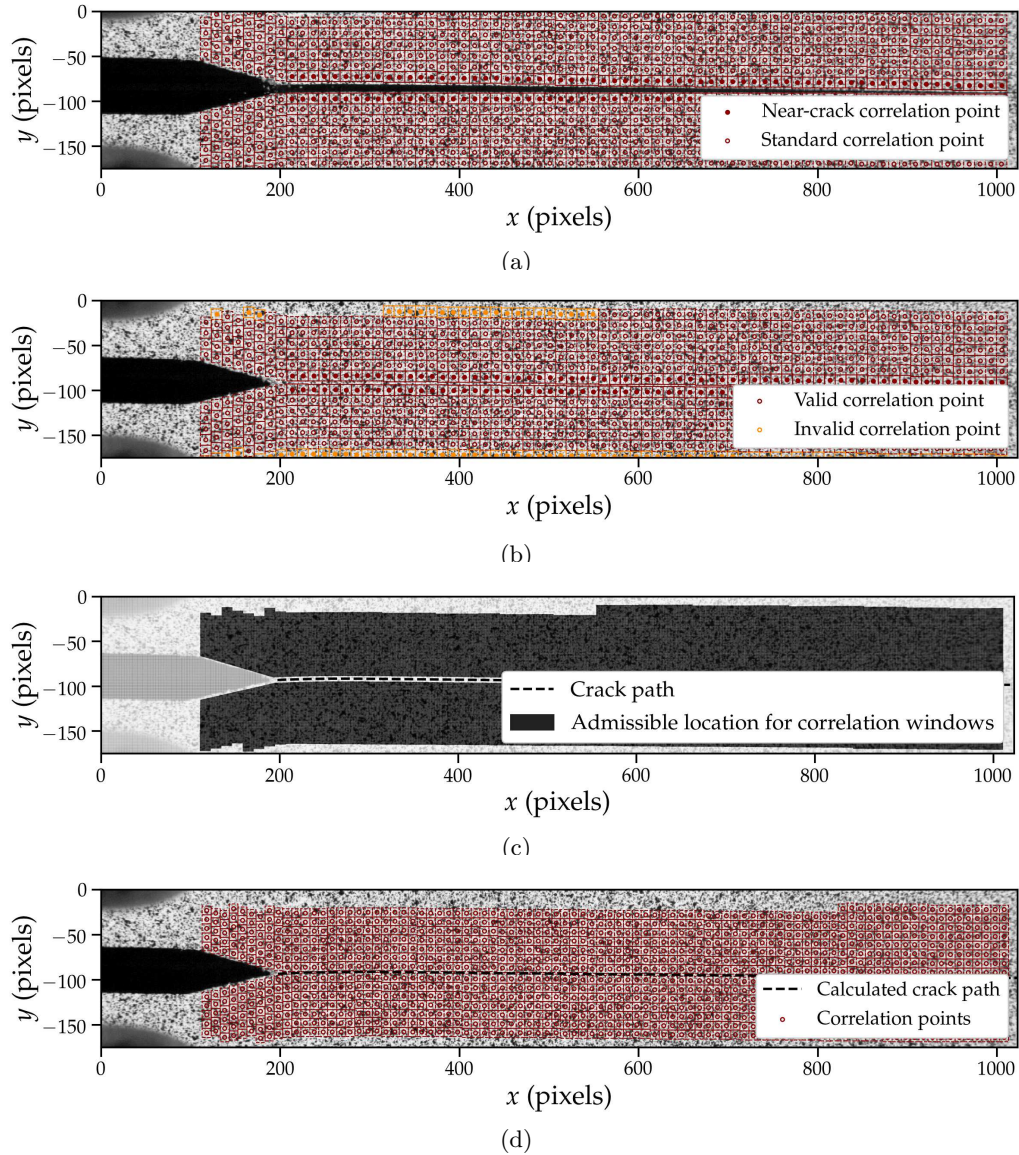 0
−50
−100
−150
y (pixels)
Near-crack correlation point
Standard correlation point
0 200 400 600 800 1000
x (pixels)
(a)
0
−50
−100
−150
y (pixels)
Valid correlation point
Invalid correlation point
0 200 400 600 800 1000
x (pixels)
(b)
0
−50
−100
−150
y (pixels)
Crack path
Admissible location for correlation windows
0 200 400 600 800 1000
x (pixels)
(c)
0
−50
−100
−150
y (pixels)
Calculated crack path
Correlation points
0 200 400 600 800 1000
x (pixels)
(d)